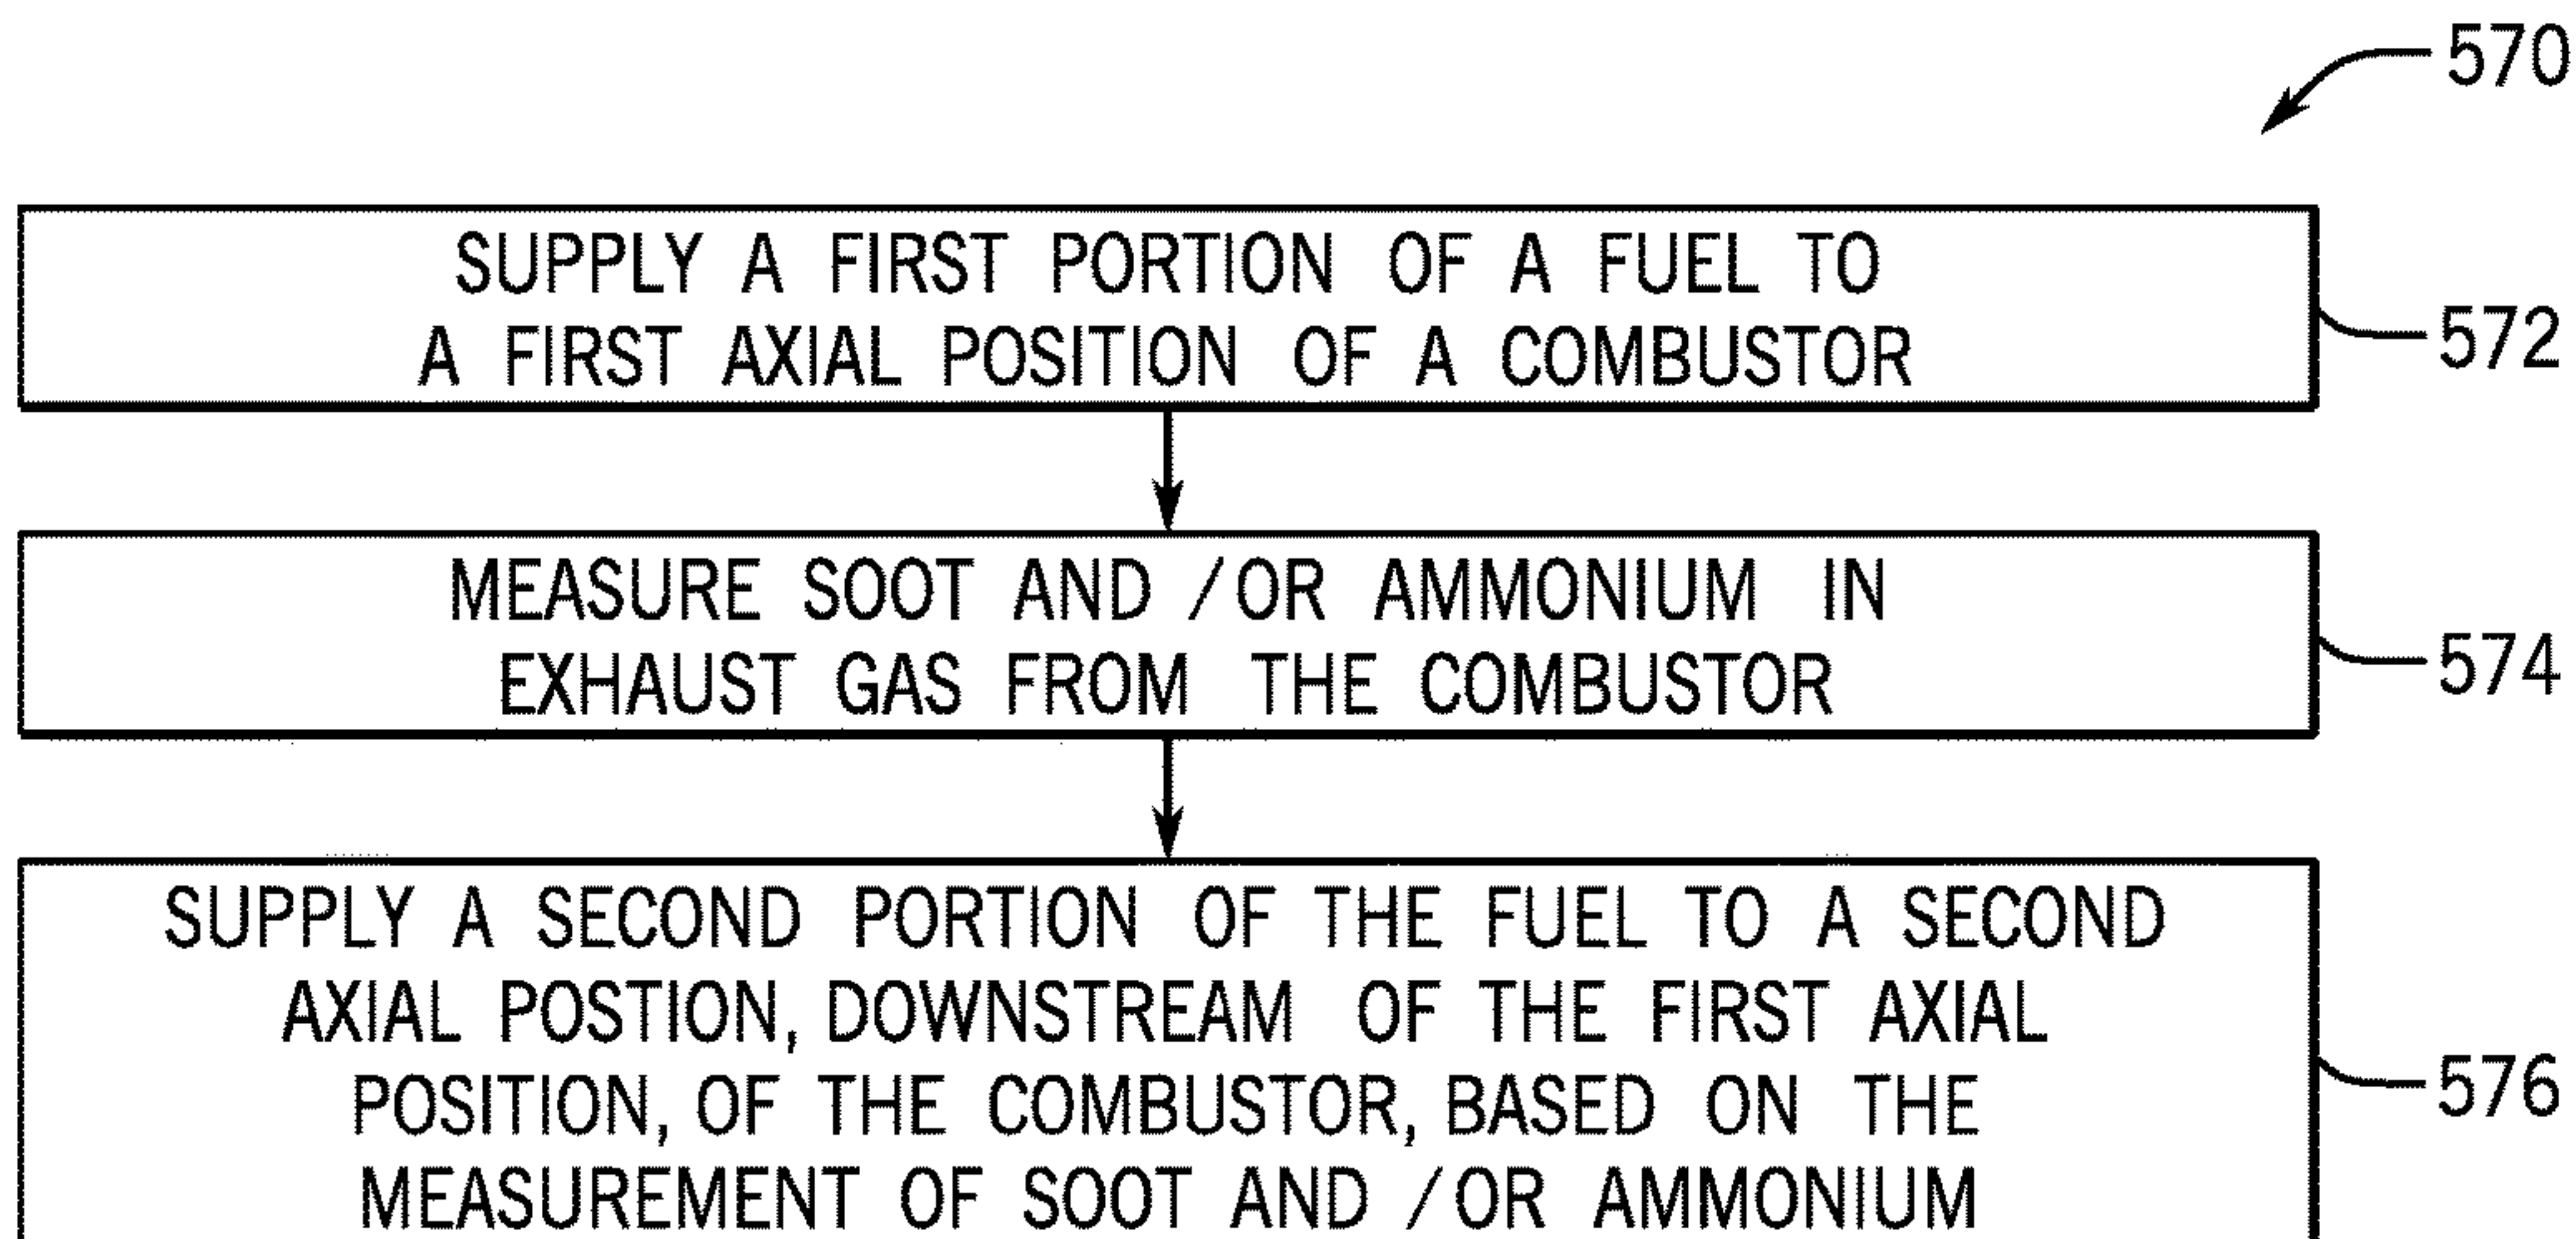 570
SUPPLY A FIRST PORTION OF A FUEL TO
A FIRST AXIAL POSITION OF A COMBUSTOR
572
MEASURE SOOT AND /OR AMMONIUM IN
EXHAUST GAS FROM THE COMBUSTOR
574
SUPPLY A SECOND PORTION OF THE FUEL TO A SECOND
AXIAL POSTION, DOWNSTREAM OF THE FIRST AXIAL
POSITION, OF THE COMBUSTOR, BASED ON THE
MEASUREMENT OF SOOT AND /OR AMMONIUM
576